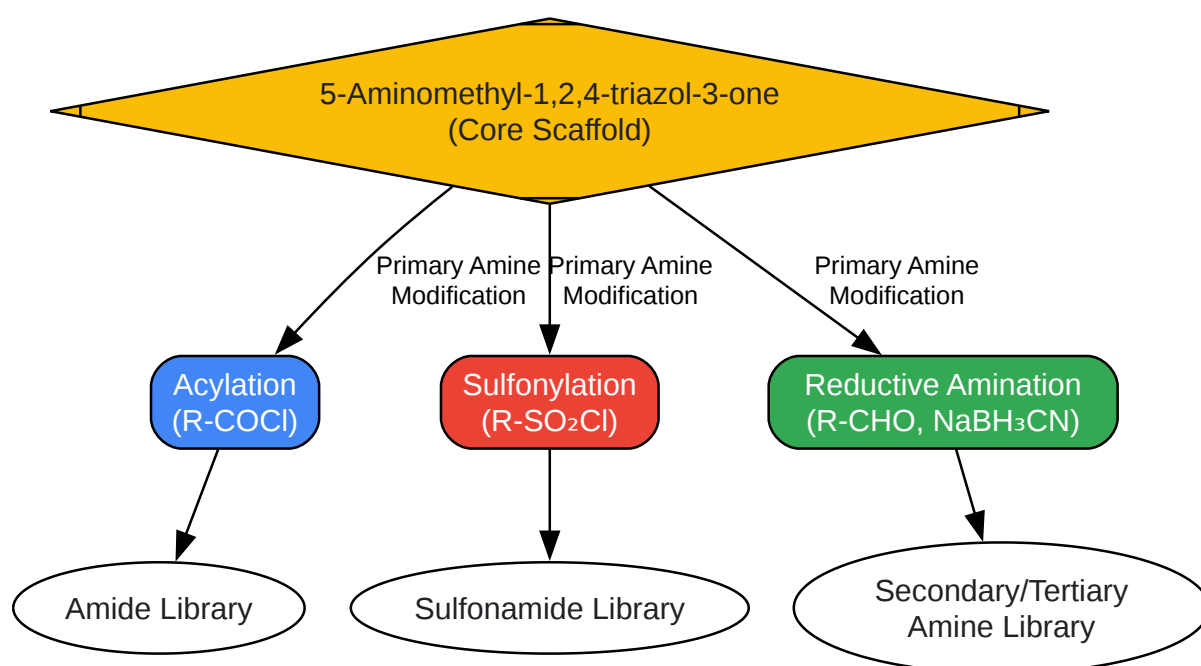 5-Aminomethyl-1,2,4-triazol-3-one
(Core Scaffold)
Primary Amine
Modification
Primary Amine
Modification
Primary Amine
Modification
Acylation
(R-COCl)
Sulfonylation
(R-SO₂Cl)
Reductive Amination
(R-CHO, NaBH₃CN)
Amide Library
Sulfonamide Library
Secondary/Tertiary
Amine Library